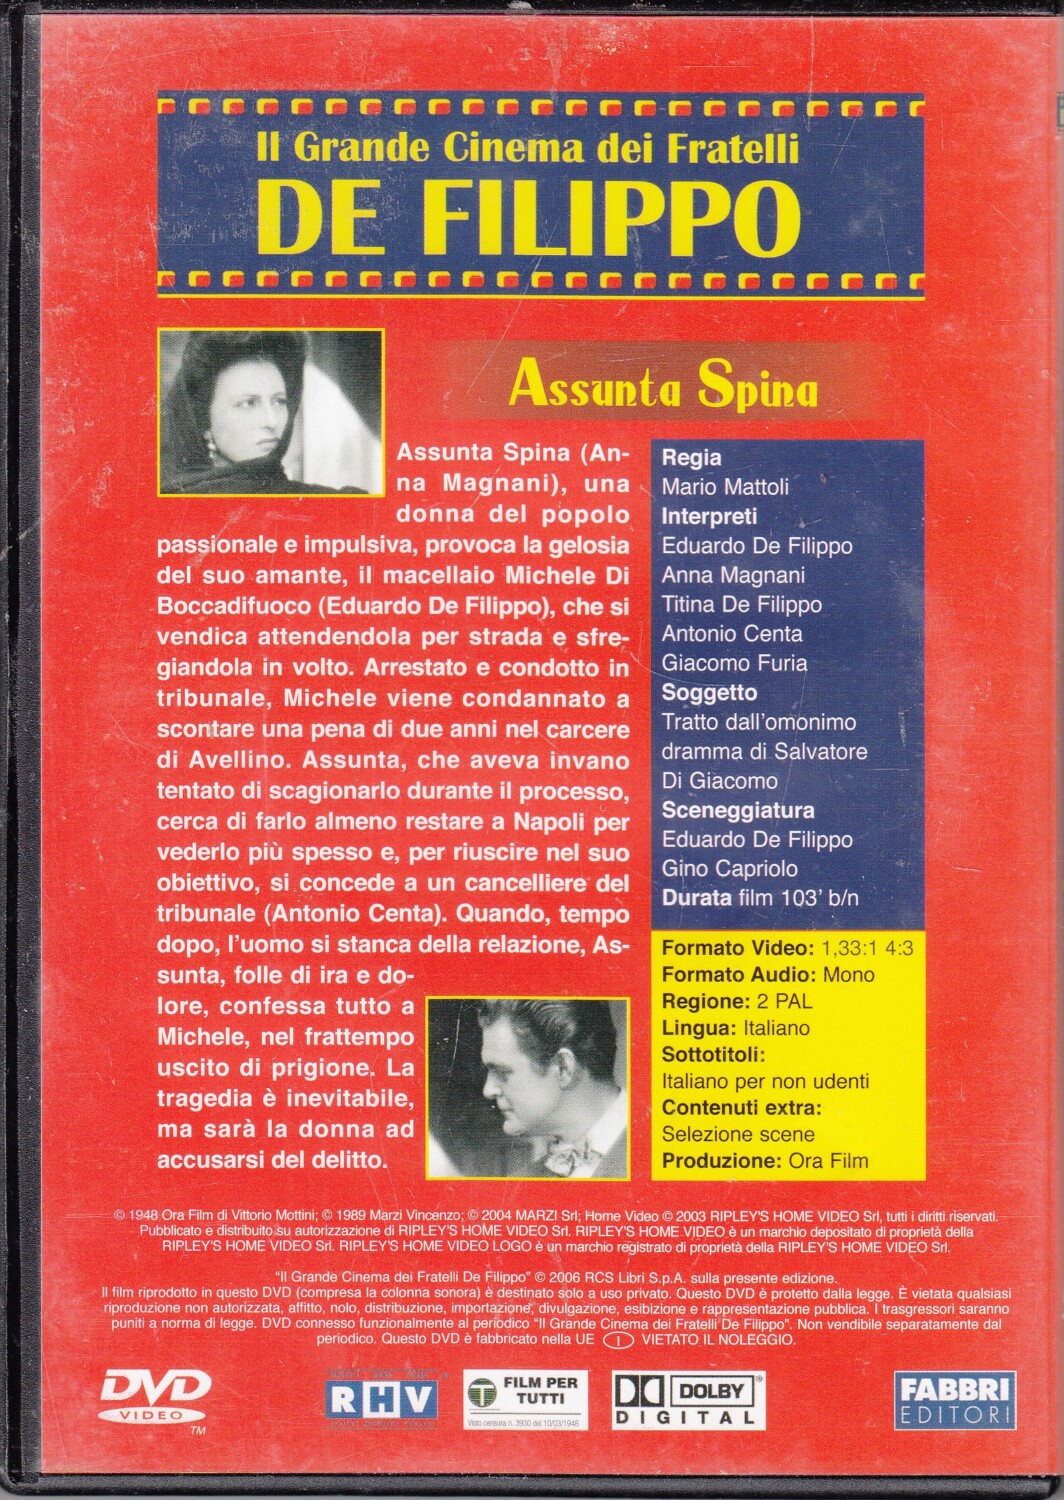 Il Grande Cinema dei Fratelli
DE FILIPPO
Assunta Spina
Assunta Spina (An-
na Magnani), una
donna del popolo
passionale e impulsiva, provoca la gelosia
del suo amante, il macellaio Michele Di
Boccadifuoco (Eduardo De Filippo), che si
vendica attendendola per strada e sfre-
giandola in volto. Arrestato e condotto in
tribunale, Michele viene condannato a
scontare una pena di due anni nel carcere
di Avellino. Assunta, che aveva invano
tentato di scagionarlo durante il processo,
cerca di farlo almeno restare a Napoli per
vederlo più spesso e, per riuscire nel suo
obiettivo, si concede a un cancelliere del
tribunale (Antonio Centa). Quando, tempo
dopo, l'uomo si stanca della relazione, As-
sunta, folle di ira e do-
lore, confessa tutto a
Michele, nel frattempo
uscito di prigione. La
tragedia è inevitabile,
ma sarà la donna ad
accusarsi del delitto.
Regia
Mario Mattoli
Interpreti
Eduardo De Filippo
Anna Magnani
Titina De Filippo
Antonio Centa
Giacomo Furia
Soggetto
Tratto dall'omonimo
dramma di Salvatore
Di Giacomo
Sceneggiatura
Eduardo De Filippo
Gino Capriolo
Durata film 103' b/n
Formato Video: 1,33:1 4:3
Formato Audio: Mono
Regione: 2 PAL
Lingua: Italiano
Sottotitoli:
Italiano per non udenti
Contenuti extra:
Selezione scene
Produzione: Ora Film
© 1948 Ora Film di Vittorio Mottini; © 1989 Marzi Vincenzo; © 2004 MARZI Srl; Home Video © 2003 RIPLEY'S HOME VIDEO Srl, tutti i diritti riservati.
Pubblicato e distribuito su autorizzazione di RIPLEY'S HOME VIDEO Srl. RIPLEY'S HOME VIDEO è un marchio depositato di proprietà della
RIPLEY'S HOME VIDEO Srl. RIPLEY'S HOME VIDEO LOGO è un marchio registrato di proprietà della RIPLEY'S HOME VIDEO Srl.
"Il Grande Cinema dei Fratelli De Filippo" © 2006 RCS Libri S.p.A. sulla presente edizione.
Il film riprodotto in questo DVD (compresa la colonna sonora) è destinato solo a uso privato. Questo DVD è protetto dalla legge. È vietata qualsiasi
riproduzione non autorizzata, affitto, nolo, distribuzione, importazione, divulgazione, esibizione e rappresentazione pubblica. I trasgressori saranno
puniti a norma di legge. DVD connesso funzionalmente al periodico "Il Grande Cinema dei Fratelli De Filippo". Non vendibile separatamente dal
periodico. Questo DVD è fabbricato nella UE I VIETATO IL NOLEGGIO.
DVD
VIDEO
TM
RHV
T
FILM PER
TUTTI
Visto censura n. 3930 del 10/03/1948
DOLBY®
DIGITAL
FABBRI
EDITORI